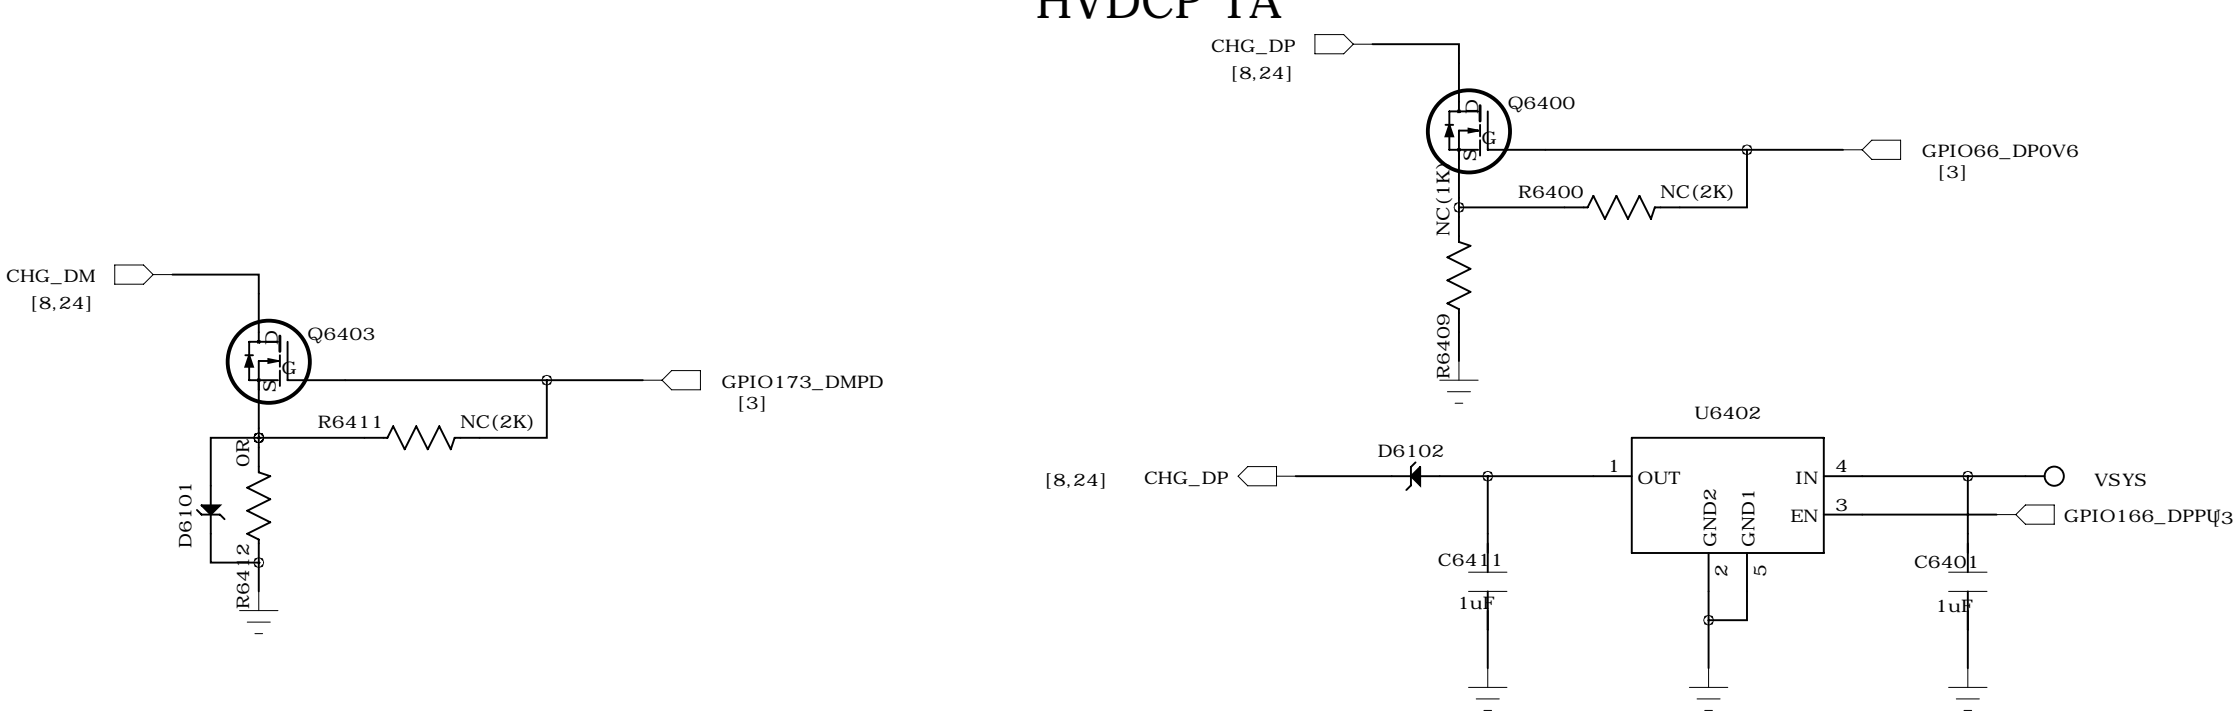 HVDCP TA
CHG_DP
[8,24]
Q6400
D
G
S
GPIO66_DP0V6
[3]
NC(1K)
R6400
NC(2K)
R6409
CHG_DM
[8,24]
Q6403
D
G
S
GPIO173_DMPD
[3]
R6411
NC(2K)
0R
D6101
R6412
U6402
D6102
[8,24]
CHG_DP
1
OUT
IN
4
VSYS
GND2
GND1
EN
3
GPIO166_DPPU[3
C6411
1uF
2
5
C6401
1uF